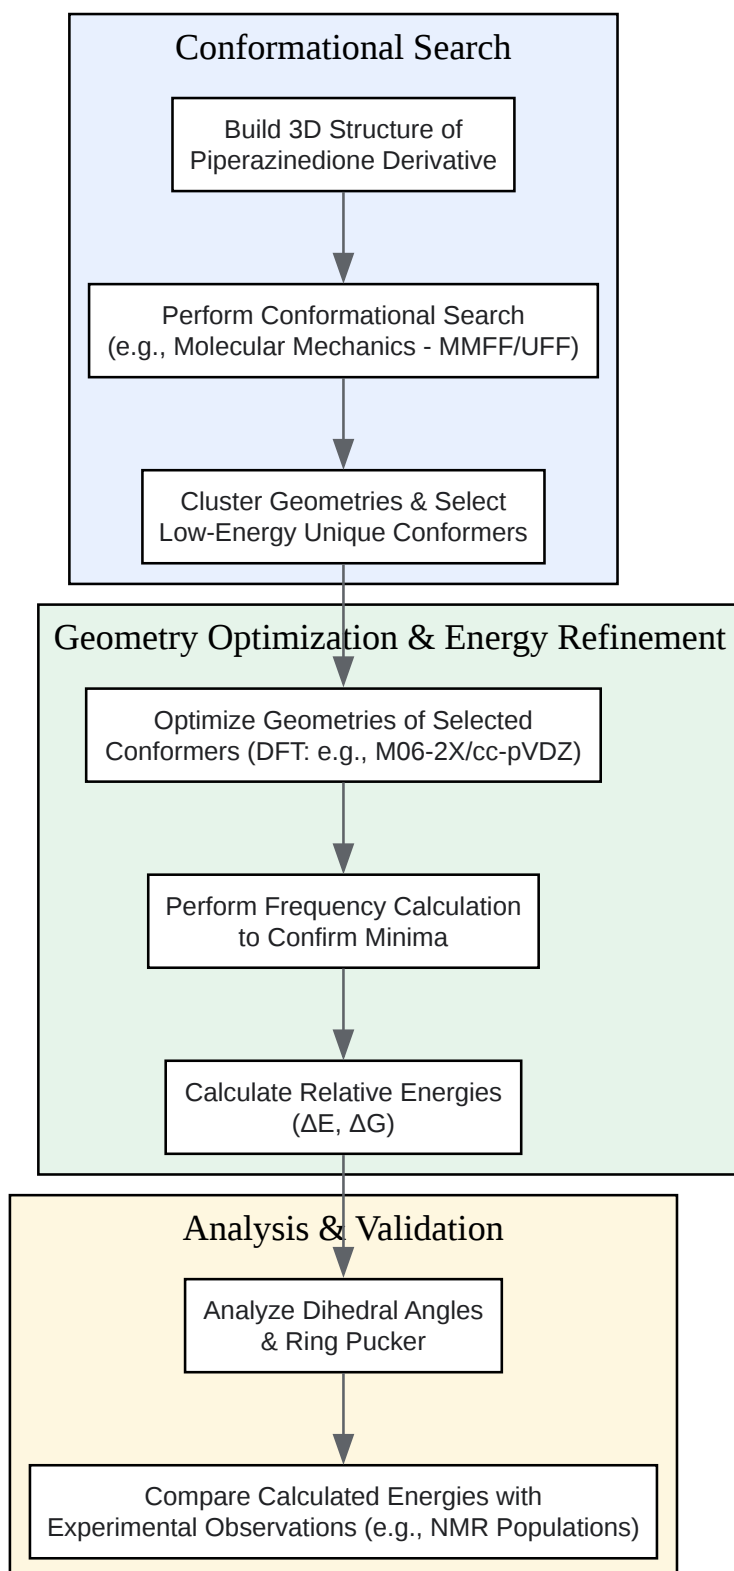 Conformational Search
Build 3D Structure of
Piperazinedione Derivative
Perform Conformational Search
(e.g., Molecular Mechanics - MMFF/UFF)
Cluster Geometries & Select
Low-Energy Unique Conformers
Geometry Optimization & Energy Refinement
Optimize Geometries of Selected
Conformers (DFT: e.g., M06-2X/cc-pVDZ)
Perform Frequency Calculation
to Confirm Minima
Calculate Relative Energies
(ΔE, ΔG)
Analysis & Validation
Analyze Dihedral Angles
& Ring Pucker
Compare Calculated Energies with
Experimental Observations (e.g., NMR Populations)